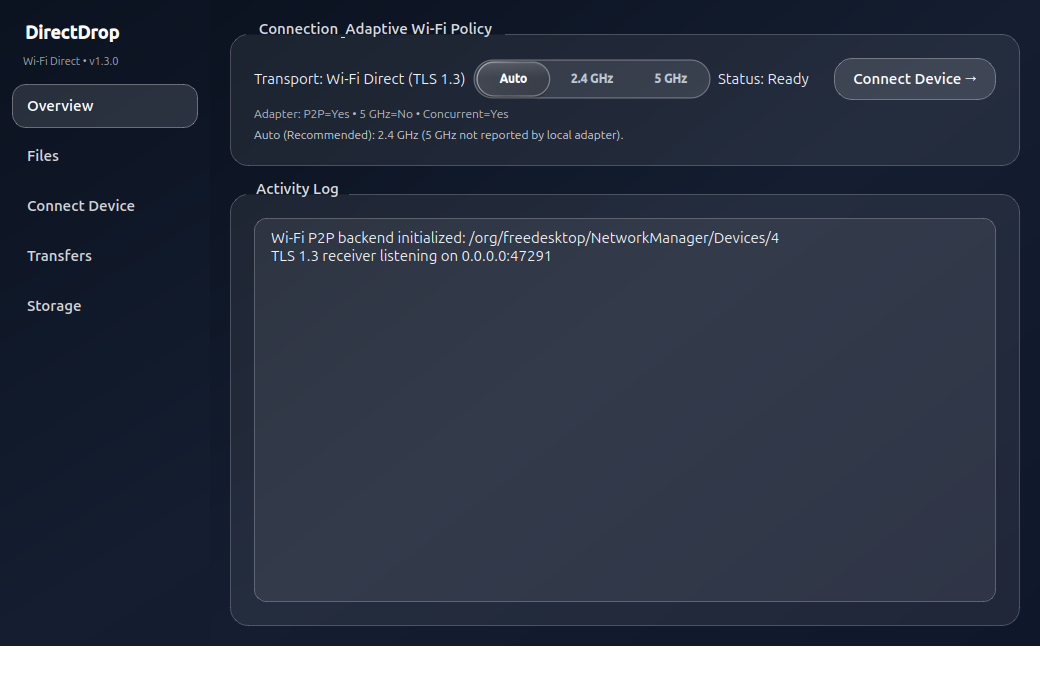 DirectDrop
Wi-Fi Direct • v1.3.0
Overview
Files
Connect Device
Transfers
Storage
Connection_Adaptive Wi-Fi Policy
Transport: Wi-Fi Direct (TLS 1.3) Auto 2.4 GHz 5 GHz Status: Ready Connect Device →
Adapter: P2P=Yes • 5 GHz=No • Concurrent=Yes
Auto (Recommended): 2.4 GHz (5 GHz not reported by local adapter).
Activity Log
Wi-Fi P2P backend initialized: /org/freedesktop/NetworkManager/Devices/4
TLS 1.3 receiver listening on 0.0.0.0:47291